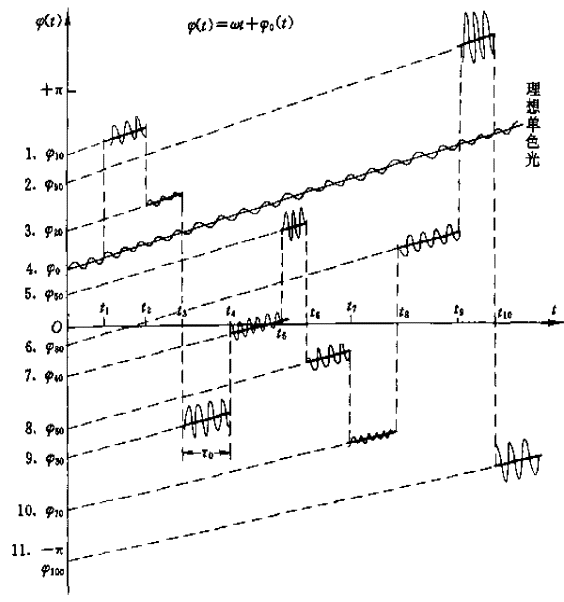 φ(t)
φ(t)=ωt+φ₀(t)
+π
理想单色光
1. φ₁₀
2. φ₉₀
3. φ₂₀
4. φ₀
5. φ₅₀
t₁ t₂ t₃ t₄ t₅ t₆ t₇ t₈ t₉ t₁₀ t
O
6. φ₈₀
7. φ₄₀
8. φ₆₀
9. φ₃₀
τ₀
10. φ₇₀
11. −π
φ₁₀₀